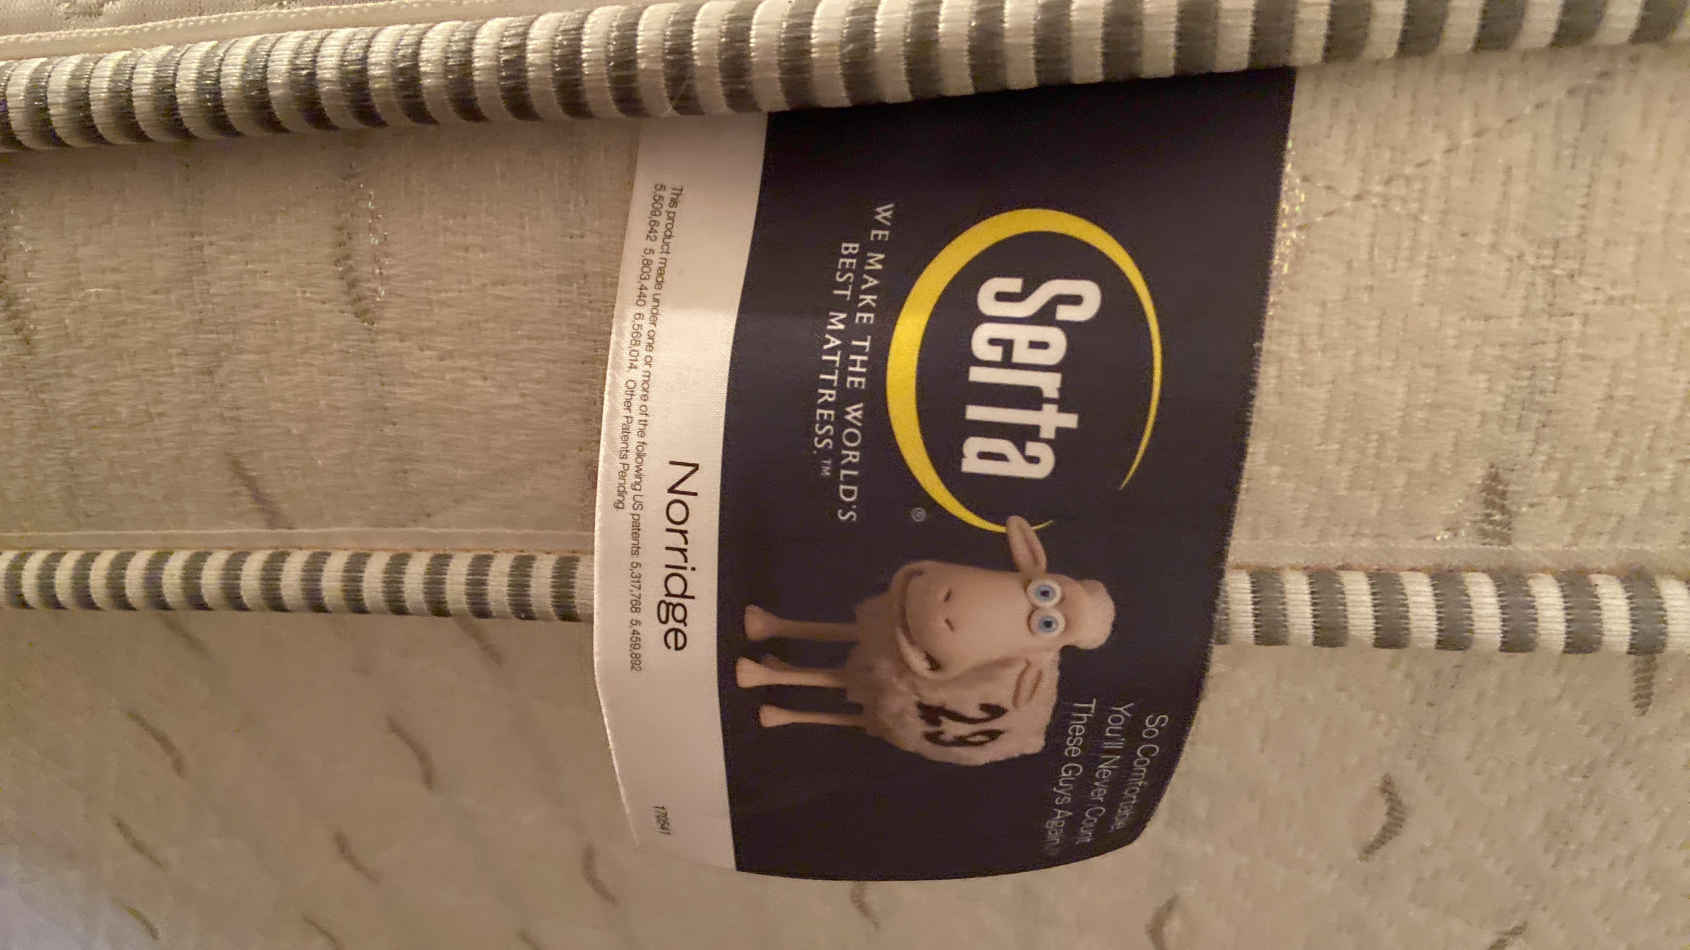 Serta
®
WE MAKE THE WORLD'S
BEST MATTRESS.™
So Comfortable,
You'll Never Count
These Guys Again
29
Norridge
This product made under one or more of the following US patents: 5,317,768 5,459,892
5,509,642 5,803,440 6,568,014. Other Patents Pending.
170541